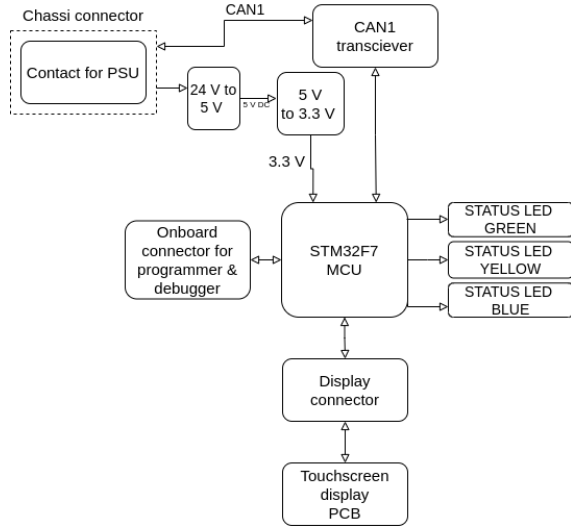 Chassi connector
CAN1
CAN1
transciever
Contact for PSU
24 V to
5 V
5 V DC
5 V
to 3.3 V
3.3 V
Onboard
connector for
programmer &
debugger
STM32F7
MCU
STATUS LED
GREEN
STATUS LED
YELLOW
STATUS LED
BLUE
Display
connector
Touchscreen
display
PCB